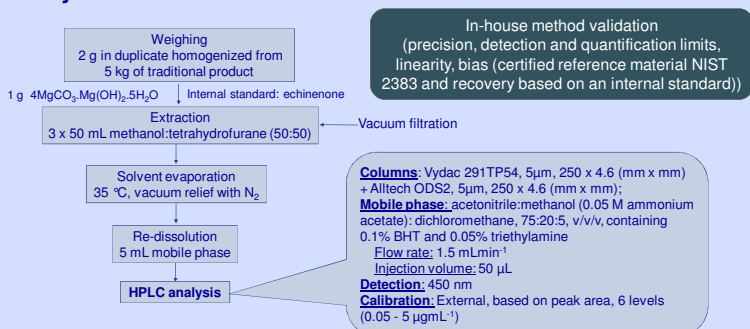 Weighing
2 g in duplicate homogenized from
5 kg of traditional product
In-house method validation
(precision, detection and quantification limits,
linearity, bias (certified reference material NIST
2383 and recovery based on an internal standard))
1 g 4MgCO3.Mg(OH)2.5H2O
Internal standard: echinenone
Extraction
3 x 50 mL methanol:tetrahydrofurane (50:50)
Vacuum filtration
Solvent evaporation
35 °C, vacuum relief with N2
Re-dissolution
5 mL mobile phase
HPLC analysis
Columns: Vydac 291TP54, 5µm, 250 x 4.6 (mm x mm)
+ Alltech ODS2, 5µm, 250 x 4.6 (mm x mm);
Mobile phase: acetonitrile:methanol (0.05 M ammonium
acetate): dichloromethane, 75:20:5, v/v/v, containing
0.1% BHT and 0.05% triethylamine
Flow rate: 1.5 mLmin-1
Injection volume: 50 µL
Detection: 450 nm
Calibration: External, based on peak area, 6 levels
(0.05 - 5 µgmL-1)